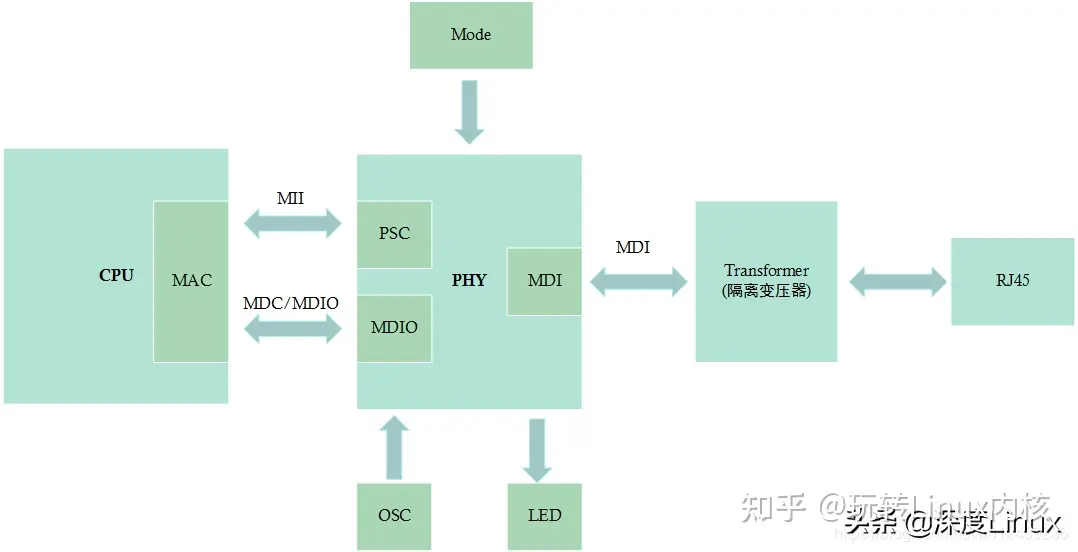 Mode
MII
CPU
MAC
PSC
PHY
MDI
MDI
Transformer
(隔离变压器)
RJ45
MDC/MDIO
MDIO
OSC
LED
知乎 @玩转Linux内核
头条 @深度Linux